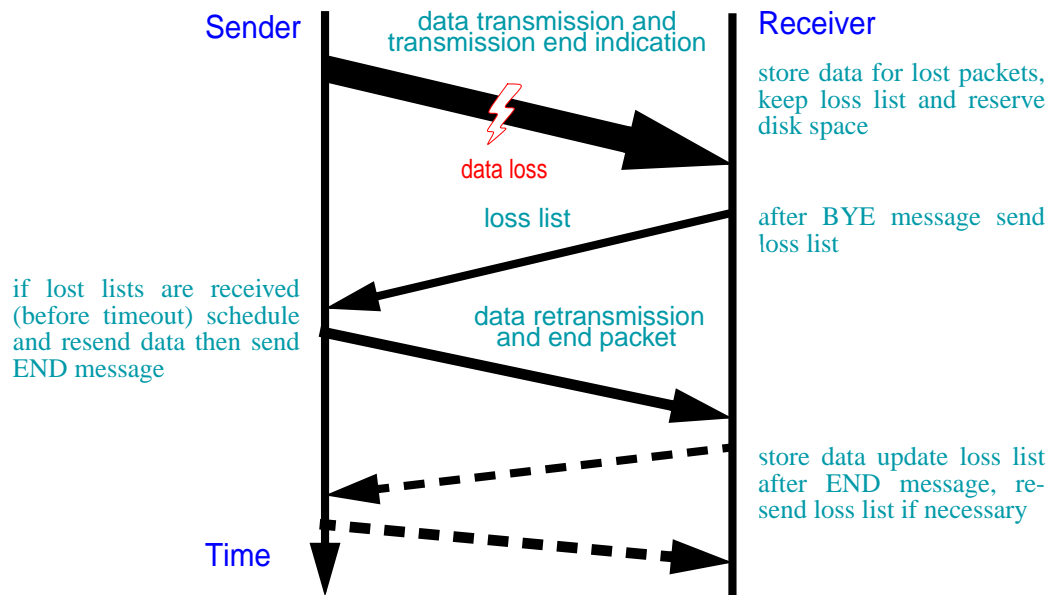 Sender
data transmission and
transmission end indication
Receiver
store data for lost packets,
keep loss list and reserve
disk space
data loss
loss list
after BYE message send
loss list
if lost lists are received
(before timeout) schedule
and resend data then send
END message
data retransmission
and end packet
store data update loss list
after END message, re-
send loss list if necessary
Time